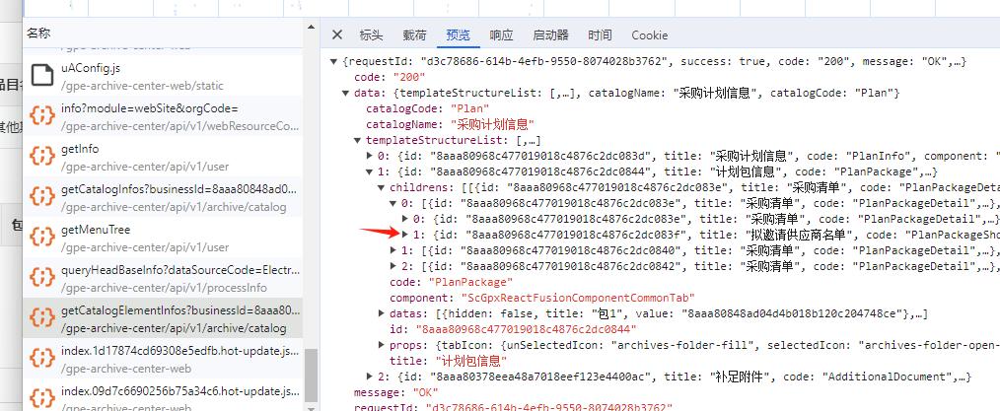 名称
/gpe-archive-center-web
uAConfig.js
/gpe-archive-center-web/static
info?module=webSite&orgCode=
/gpe-archive-center/api/v1/webResourceCo...
getInfo
/gpe-archive-center/api/v1/user
getCatalogInfos?businessId=8aaa80848ad0...
/gpe-archive-center/api/v1/archive/catalog
getMenuTree
/gpe-archive-center/api/v1/user
queryHeadBaseInfo?dataSourceCode=Electr...
/gpe-archive-center/api/v1/processInfo
getCatalogElementInfos?businessId=8aaa80...
/gpe-archive-center/api/v1/archive/catalog
index.1d17874cd69308e5edfb.hot-update.js...
/gpe-archive-center-web
index.09d7c6690256b75a34c6.hot-update.js...
/gpe-archive-center-web
品目名
其他
包
标头 载荷 预览 响应 启动器 时间 Cookie
{requestId: "d3c78686-614b-4efb-9550-8074028b3762", success: true, code: "200", message: "OK",…}
code: "200"
data: {templateStructureList: [,…], catalogName: "采购计划信息", catalogCode: "Plan"}
catalogCode: "Plan"
catalogName: "采购计划信息"
templateStructureList: [,…]
0: {id: "8aaa80968c477019018c4876c2dc083d", title: "采购计划信息", code: "PlanInfo", component: "
1: {id: "8aaa80968c477019018c4876c2dc0844", title: "计划包信息", code: "PlanPackage",…}
childrens: [[{id: "8aaa80968c477019018c4876c2dc083e", title: "采购清单", code: "PlanPackageDeta
0: [{id: "8aaa80968c477019018c4876c2dc083e", title: "采购清单", code: "PlanPackageDetail",…},
0: {id: "8aaa80968c477019018c4876c2dc083e", title: "采购清单", code: "PlanPackageDetail",…}
1: {id: "8aaa80968c477019018c4876c2dc083f", title: "拟邀请供应商名单", code: "PlanPackageSho
1: [{id: "8aaa80968c477019018c4876c2dc0840", title: "采购清单", code: "PlanPackageDetail",…},
2: [{id: "8aaa80968c477019018c4876c2dc0842", title: "采购清单", code: "PlanPackageDetail",…},
code: "PlanPackage"
component: "ScGpxReactFusionComponentCommonTab"
datas: [{hidden: false, title: "包1", value: "8aaa80848ad04d4b018b120c204748ce"},…]
id: "8aaa80968c477019018c4876c2dc0844"
props: {tabIcon: {unSelectedIcon: "archives-folder-fill", selectedIcon: "archives-folder-open-
title: "计划包信息"
2: {id: "8aaa80378eea48a7018eef123e4400ac", title: "补足附件", code: "AdditionalDocument",…}
message: "OK"